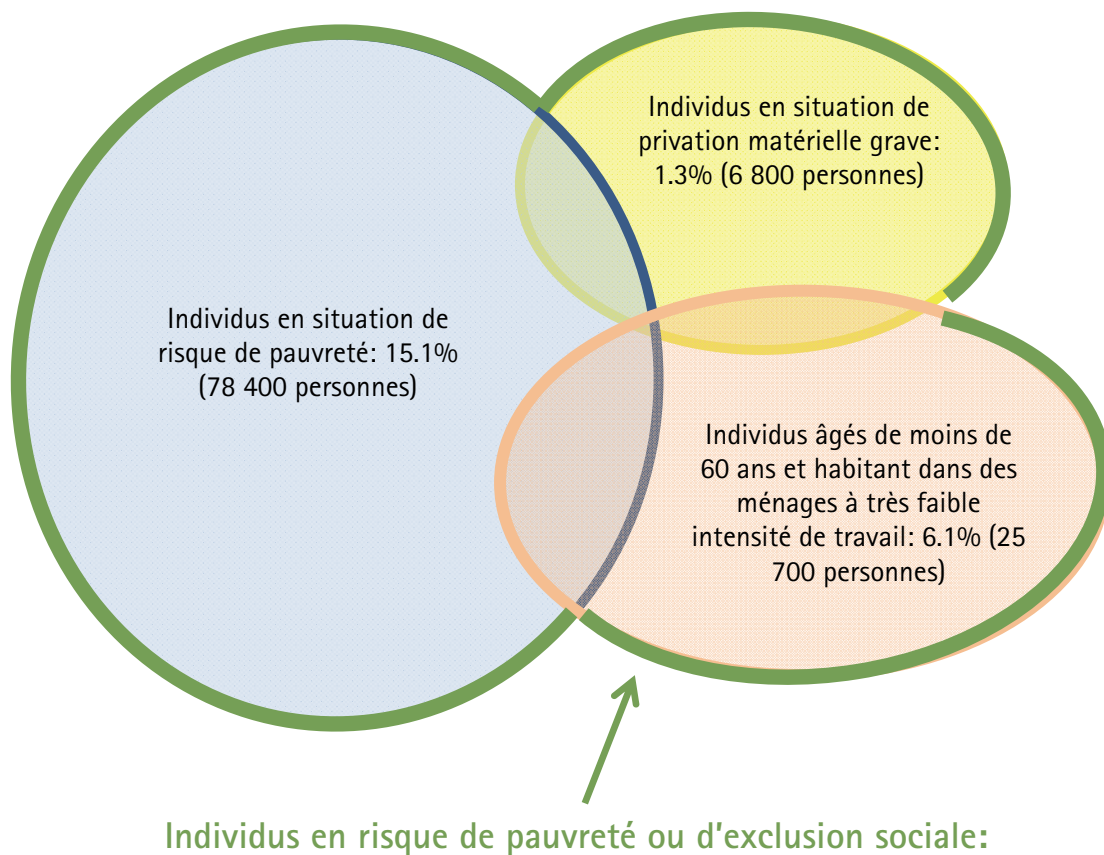 Individus en situation de
privation matérielle grave:
1.3% (6 800 personnes)
Individus en situation de
risque de pauvreté: 15.1%
(78 400 personnes)
Individus âgés de moins de
60 ans et habitant dans des
ménages à très faible
intensité de travail: 6.1% (25
700 personnes)
Individus en risque de pauvreté ou d'exclusion sociale: